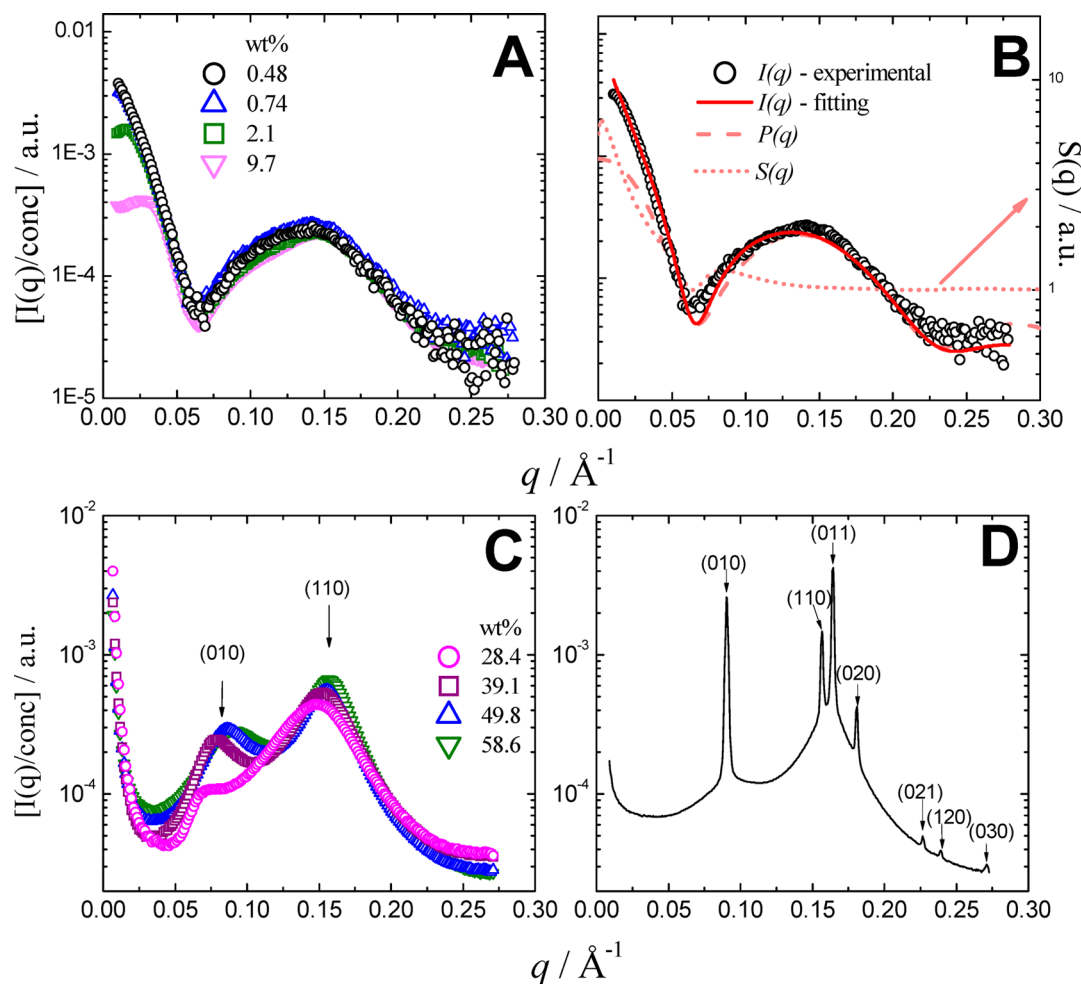 A
wt%
0.48
0.74
2.1
9.7
0.01
1E-3
1E-4
1E-5
0.00 0.05 0.10 0.15 0.20 0.25 0.30
[I(q)/conc] / a.u.
B
I(q) - experimental
I(q) - fitting
P(q)
S(q)
10
1
S(q) / a.u.
0.00 0.05 0.10 0.15 0.20 0.25 0.30
q / Å-1
C
(010)
(110)
wt%
28.4
39.1
49.8
58.6
10-2
10-3
10-4
[I(q)/conc] / a.u.
0.00 0.05 0.10 0.15 0.20 0.25 0.30
D
(010)
(110)
(011)
(020)
(021)
(120)
(030)
10-2
10-3
10-4
0.00 0.05 0.10 0.15 0.20 0.25 0.30
q / Å-1